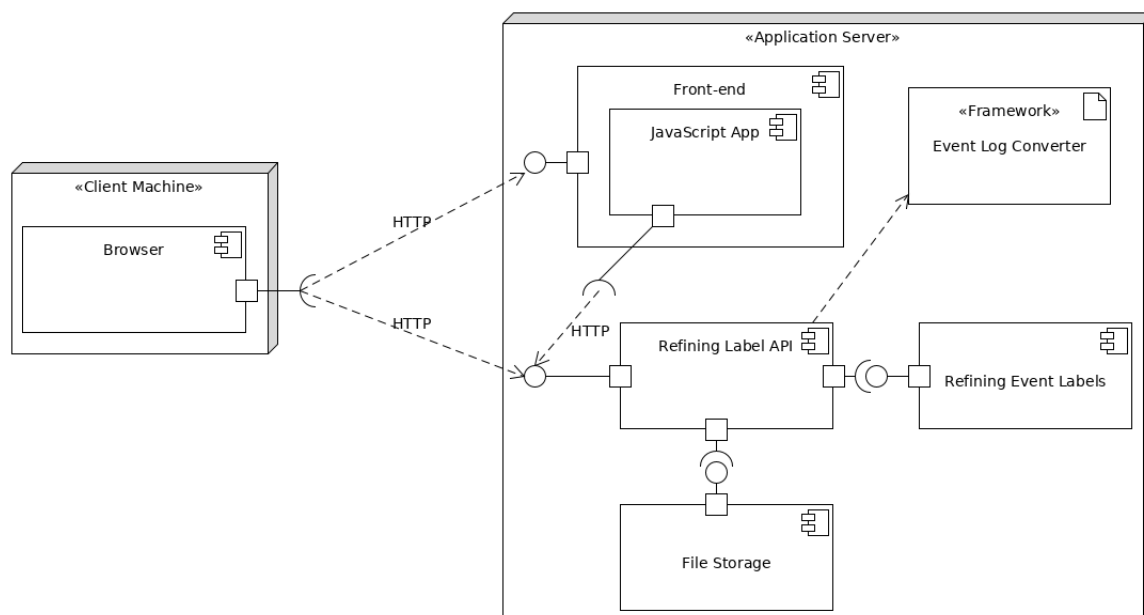 «Application Server»
Front-end
JavaScript App
«Framework»
Event Log Converter
«Client Machine»
Browser
HTTP
HTTP
HTTP
Refining Label API
Refining Event Labels
File Storage